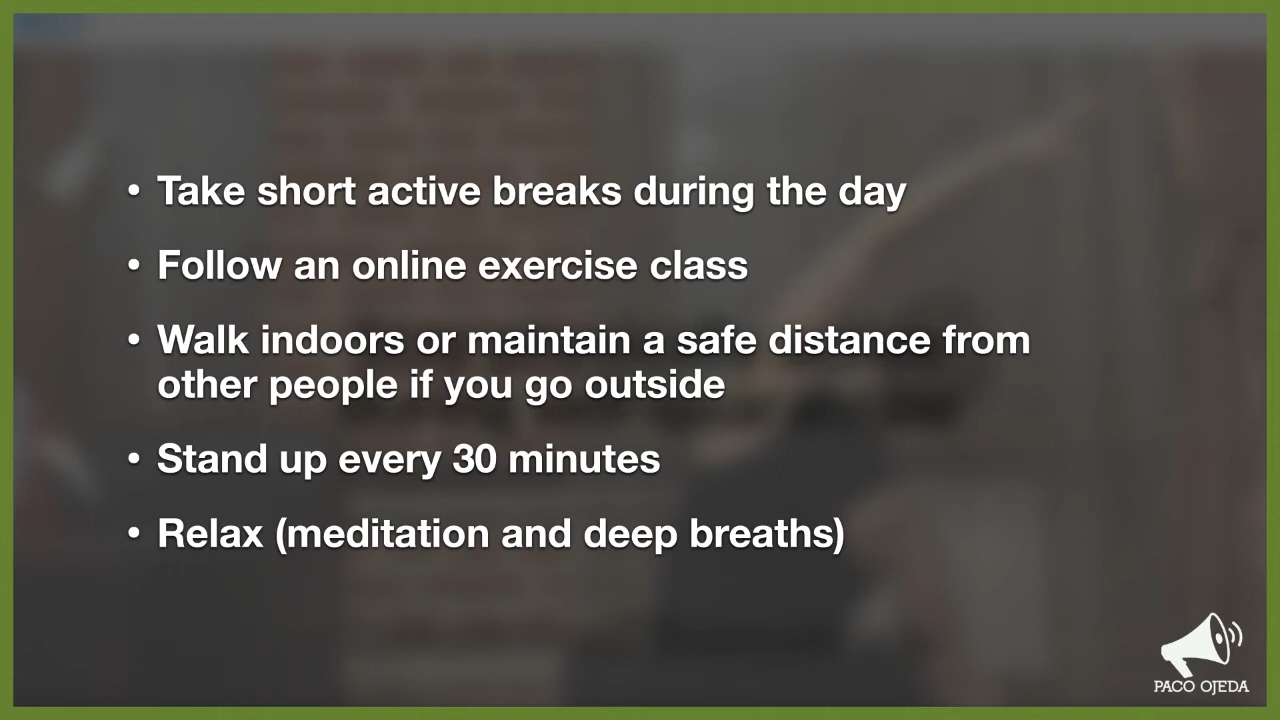 • Take short active breaks during the day
• Follow an online exercise class
• Walk indoors or maintain a safe distance from
other people if you go outside
• Stand up every 30 minutes
• Relax (meditation and deep breaths)
PACO OJEDA